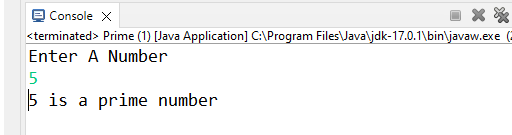 Console
<terminated> Prime (1) [Java Application] C:\Program Files\Java\jdk-17.0.1\bin\javaw.exe
Enter A Number
5
5 is a prime number